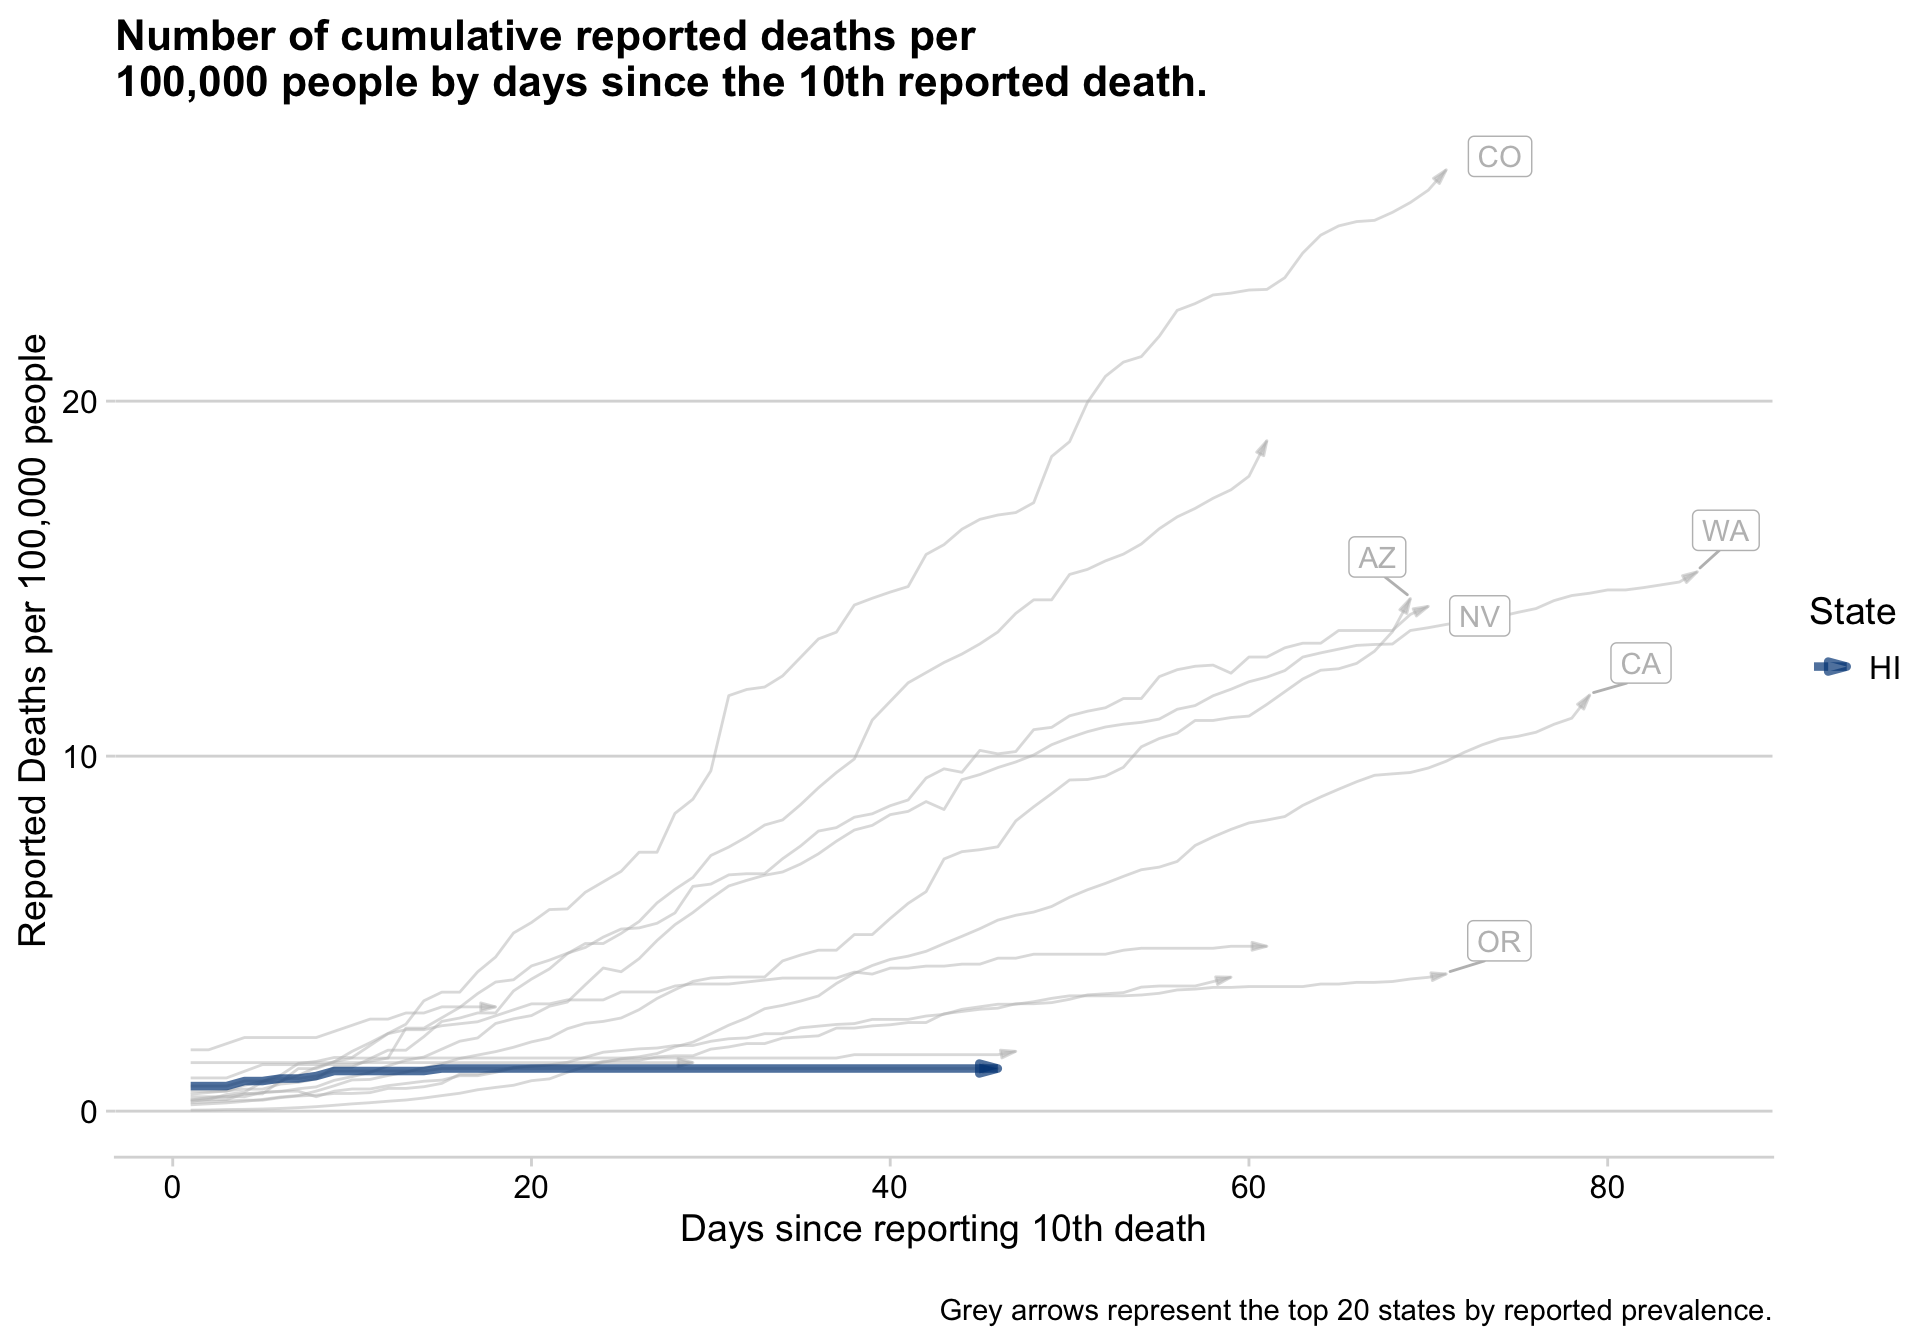 Number of cumulative reported deaths per
100,000 people by days since the 10th reported death.
CO
20
WA
AZ
NV
CA
State
HI
10
OR
0
Reported Deaths per 100,000 people
0 20 40 60 80
Days since reporting 10th death
Grey arrows represent the top 20 states by reported prevalence.